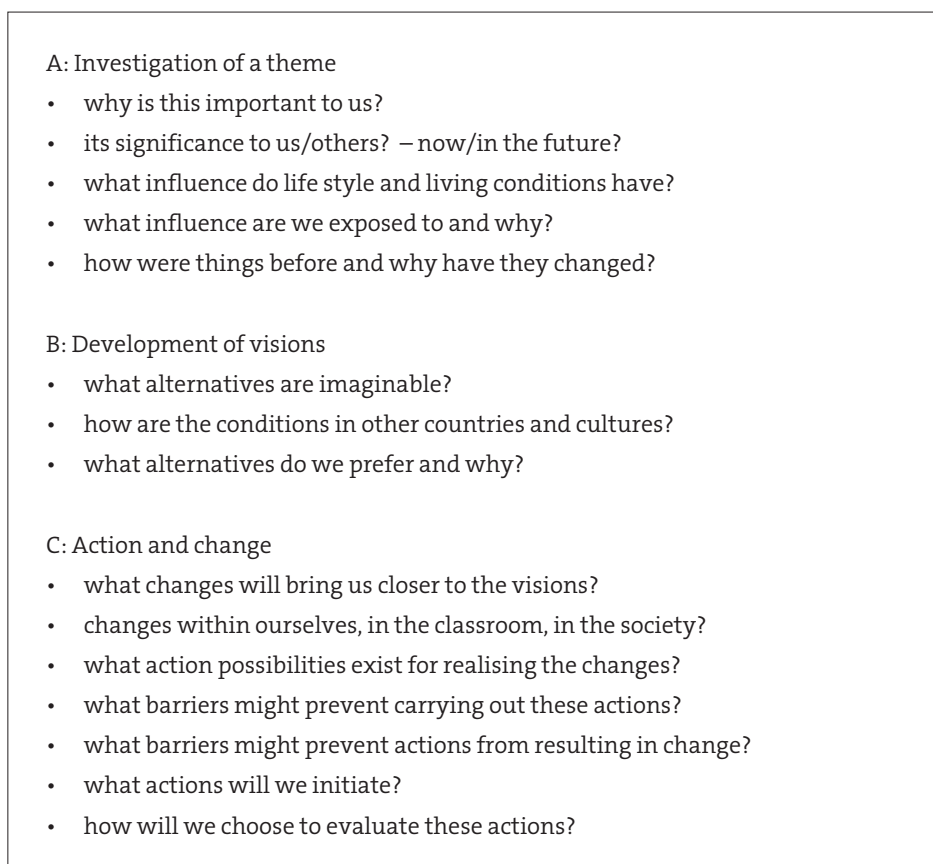 A: Investigation of a theme
• why is this important to us?
• its significance to us/others? – now/in the future?
• what influence do life style and living conditions have?
• what influence are we exposed to and why?
• how were things before and why have they changed?
B: Development of visions
• what alternatives are imaginable?
• how are the conditions in other countries and cultures?
• what alternatives do we prefer and why?
C: Action and change
• what changes will bring us closer to the visions?
• changes within ourselves, in the classroom, in the society?
• what action possibilities exist for realising the changes?
• what barriers might prevent carrying out these actions?
• what barriers might prevent actions from resulting in change?
• what actions will we initiate?
• how will we choose to evaluate these actions?